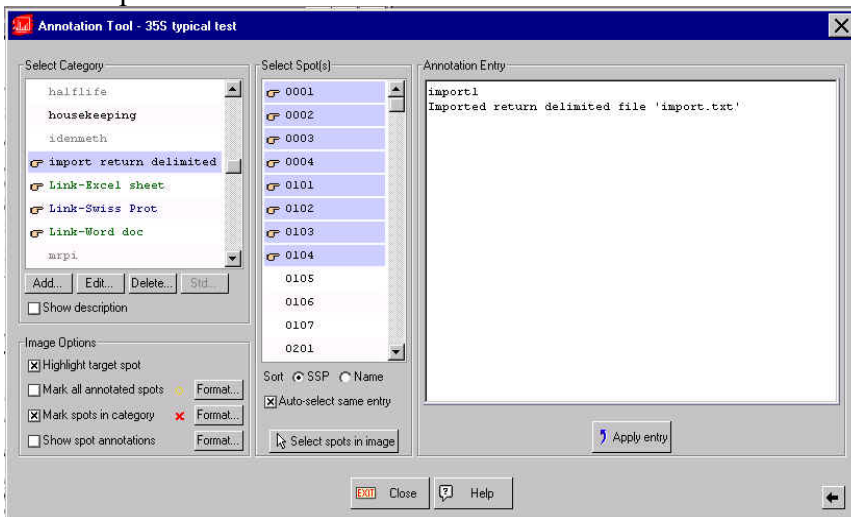 Annotation Tool - 35S typical test
Select Category
halflife
housekeeping
idenmeth
import return delimited
Link-Excel sheet
Link-Swiss Prot
Link-Word doc
mrpi
Add...
Edit...
Delete...
Std...
Show description
Image Options
Highlight target spot
Mark all annotated spots
Format...
Mark spots in category
Format...
Show spot annotations
Format...
Select Spot(s)
0001
0002
0003
0004
0101
0102
0103
0104
0105
0106
0107
0201
Sort SSP Name
Auto-select same entry
Select spots in image
Annotation Entry
import1
Imported return delimited file 'import.txt'
Apply entry
EXIT Close
? Help